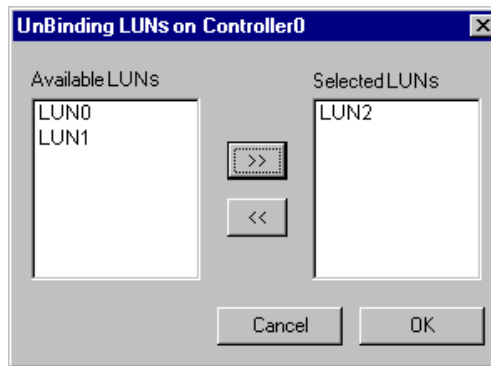 UnBinding LUNs on Controller0
Available LUNs
Selected LUNs
LUN0
LUN1
LUN2
>>
<<
Cancel
OK